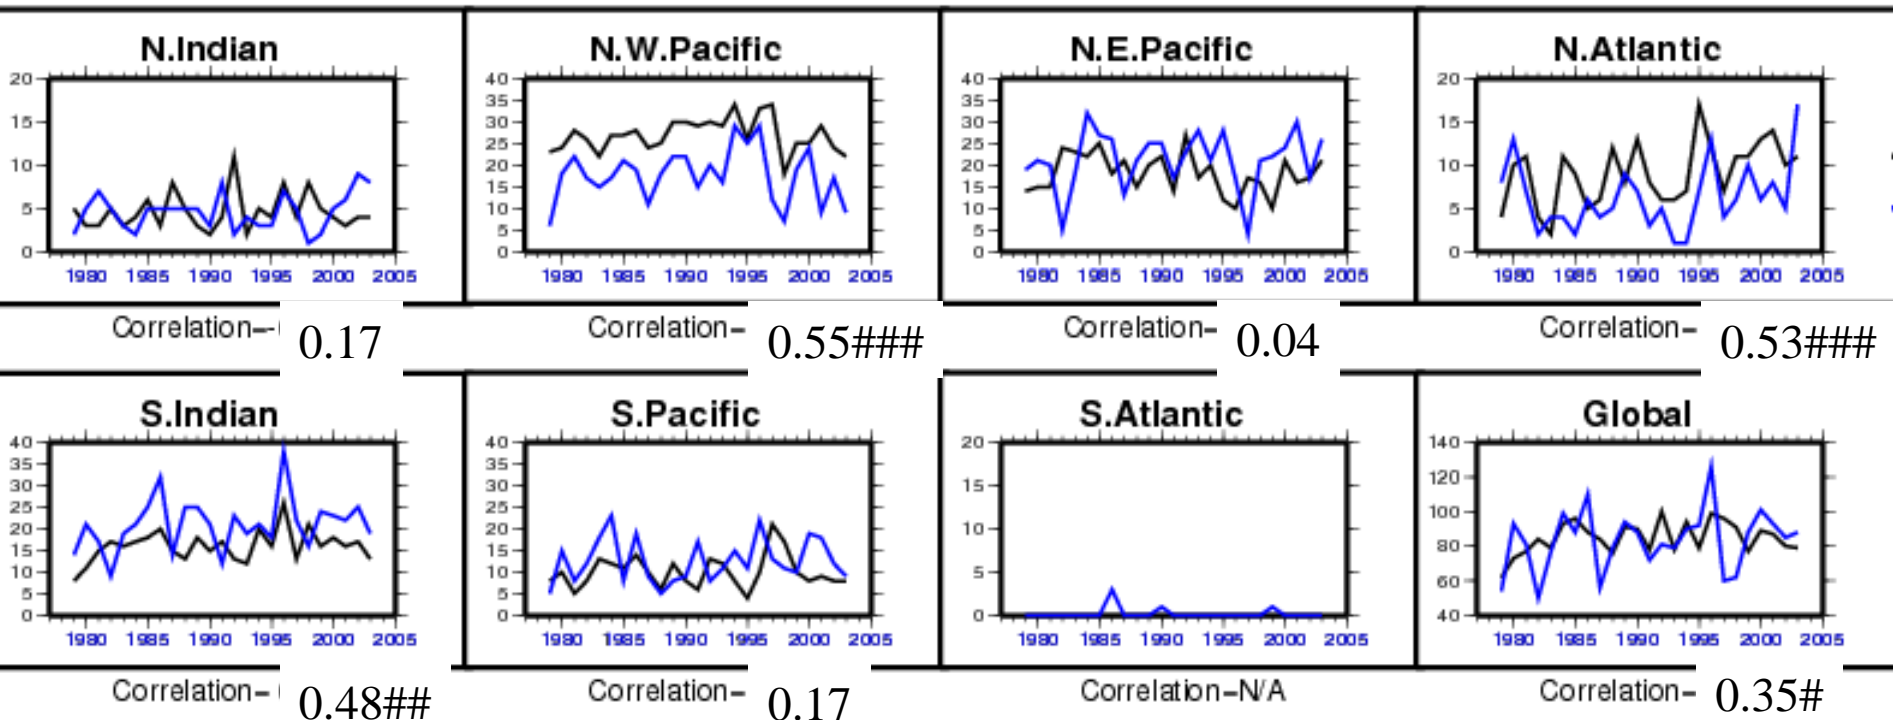 N.Indian
20
15
10
5
0
1980 1985 1990 1995 2000 2005
Correlation-- 0.17
N.W.Pacific
40
35
30
25
20
15
10
5
0
1980 1985 1990 1995 2000 2005
Correlation- 0.55###
N.E.Pacific
40
35
30
25
20
15
10
5
0
1980 1985 1990 1995 2000 2005
Correlation- 0.04
N.Atlantic
20
15
10
5
0
1980 1985 1990 1995 2000 2005
Correlation- 0.53###
S.Indian
40
35
30
25
20
15
10
5
0
1980 1985 1990 1995 2000 2005
Correlation- 0.48##
S.Pacific
40
35
30
25
20
15
10
5
0
1980 1985 1990 1995 2000 2005
Correlation- 0.17
S.Atlantic
20
15
10
5
0
1980 1985 1990 1995 2000 2005
Correlation-N/A
Global
140
120
100
80
60
40
1980 1985 1990 1995 2000 2005
Correlation- 0.35#